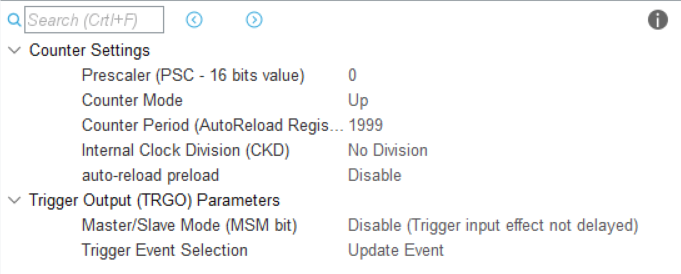 Search (Crtl+F)
Counter Settings
Prescaler (PSC - 16 bits value) 0
Counter Mode Up
Counter Period (AutoReload Regis... 1999
Internal Clock Division (CKD) No Division
auto-reload preload Disable
Trigger Output (TRGO) Parameters
Master/Slave Mode (MSM bit) Disable (Trigger input effect not delayed)
Trigger Event Selection Update Event